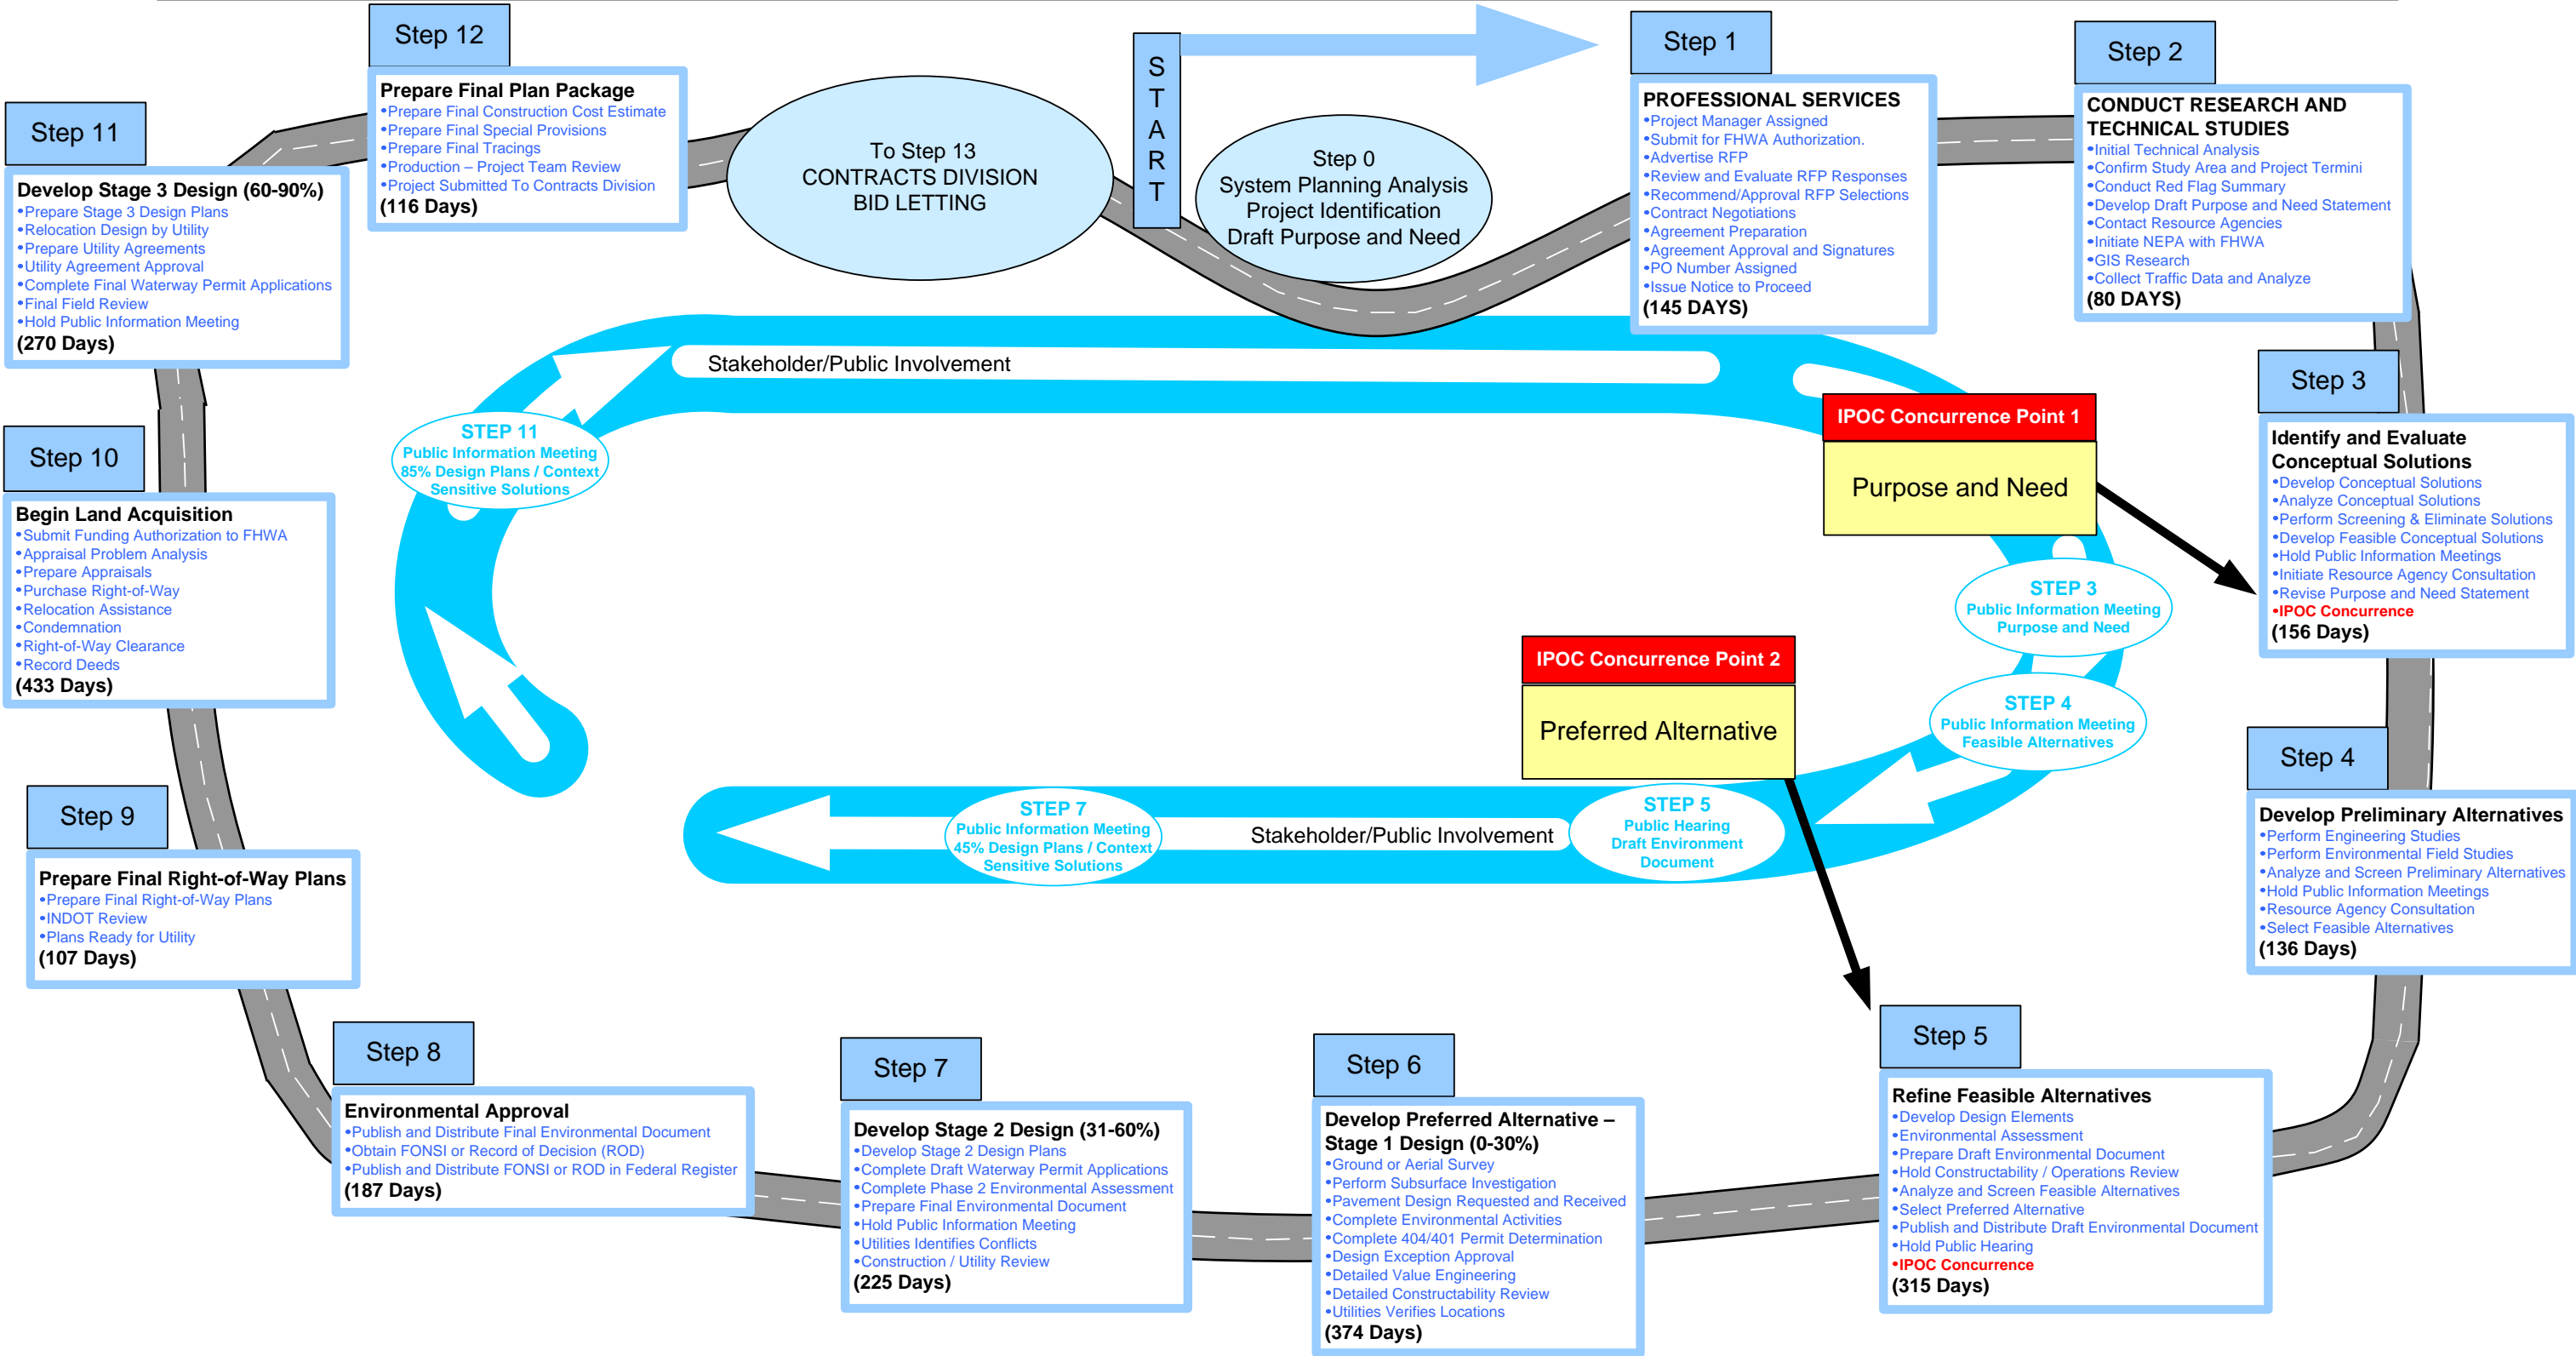 START
Step 0
System Planning Analysis
Project Identification
Draft Purpose and Need
Step 1
PROFESSIONAL SERVICES
•Project Manager Assigned
•Submit for FHWA Authorization.
•Advertise RFP
•Review and Evaluate RFP Responses
•Recommend/Approval RFP Selections
•Contract Negotiations
•Agreement Preparation
•Agreement Approval and Signatures
•PO Number Assigned
•Issue Notice to Proceed
(145 DAYS)
Step 2
CONDUCT RESEARCH AND
TECHNICAL STUDIES
•Initial Technical Analysis
•Confirm Study Area and Project Termini
•Conduct Red Flag Summary
•Develop Draft Purpose and Need Statement
•Contact Resource Agencies
•Initiate NEPA with FHWA
•GIS Research
•Collect Traffic Data and Analyze
(80 DAYS)
Step 3
Identify and Evaluate
Conceptual Solutions
•Develop Conceptual Solutions
•Analyze Conceptual Solutions
•Perform Screening & Eliminate Solutions
•Develop Feasible Conceptual Solutions
•Hold Public Information Meetings
•Initiate Resource Agency Consultation
•Revise Purpose and Need Statement
•IPOC Concurrence
(156 Days)
Step 4
Develop Preliminary Alternatives
•Perform Engineering Studies
•Perform Environmental Field Studies
•Analyze and Screen Preliminary Alternatives
•Hold Public Information Meetings
•Resource Agency Consultation
•Select Feasible Alternatives
(136 Days)
Step 5
Refine Feasible Alternatives
•Develop Design Elements
•Environmental Assessment
•Prepare Draft Environmental Document
•Hold Constructability / Operations Review
•Analyze and Screen Feasible Alternatives
•Select Preferred Alternative
•Publish and Distribute Draft Environmental Document
•Hold Public Hearing
•IPOC Concurrence
(315 Days)
Step 6
Develop Preferred Alternative –
Stage 1 Design (0-30%)
•Ground or Aerial Survey
•Perform Subsurface Investigation
•Pavement Design Requested and Received
•Complete Environmental Activities
•Complete 404/401 Permit Determination
•Design Exception Approval
•Detailed Value Engineering
•Detailed Constructability Review
•Utilities Verifies Locations
(374 Days)
Step 7
Develop Stage 2 Design (31-60%)
•Develop Stage 2 Design Plans
•Complete Draft Waterway Permit Applications
•Complete Phase 2 Environmental Assessment
•Prepare Final Environmental Document
•Hold Public Information Meeting
•Utilities Identifies Conflicts
•Construction / Utility Review
(225 Days)
Step 8
Environmental Approval
•Publish and Distribute Final Environmental Document
•Obtain FONSI or Record of Decision (ROD)
•Publish and Distribute FONSI or ROD in Federal Register
(187 Days)
Step 9
Prepare Final Right-of-Way Plans
•Prepare Final Right-of-Way Plans
•INDOT Review
•Plans Ready for Utility
(107 Days)
Step 10
Begin Land Acquisition
•Submit Funding Authorization to FHWA
•Appraisal Problem Analysis
•Prepare Appraisals
•Purchase Right-of-Way
•Relocation Assistance
•Condemnation
•Right-of-Way Clearance
•Record Deeds
(433 Days)
Step 11
Develop Stage 3 Design (60-90%)
•Prepare Stage 3 Design Plans
•Relocation Design by Utility
•Prepare Utility Agreements
•Utility Agreement Approval
•Complete Final Waterway Permit Applications
•Final Field Review
•Hold Public Information Meeting
(270 Days)
Step 12
Prepare Final Plan Package
•Prepare Final Construction Cost Estimate
•Prepare Final Special Provisions
•Prepare Final Tracings
•Production – Project Team Review
•Project Submitted To Contracts Division
(116 Days)
To Step 13
CONTRACTS DIVISION
BID LETTING
Stakeholder/Public Involvement
IPOC Concurrence Point 1
Purpose and Need
STEP 3
Public Information Meeting
Purpose and Need
STEP 4
Public Information Meeting
Feasible Alternatives
IPOC Concurrence Point 2
Preferred Alternative
STEP 5
Public Hearing
Draft Environment
Document
Stakeholder/Public Involvement
STEP 7
Public Information Meeting
45% Design Plans / Context
Sensitive Solutions
STEP 11
Public Information Meeting
85% Design Plans / Context
Sensitive Solutions